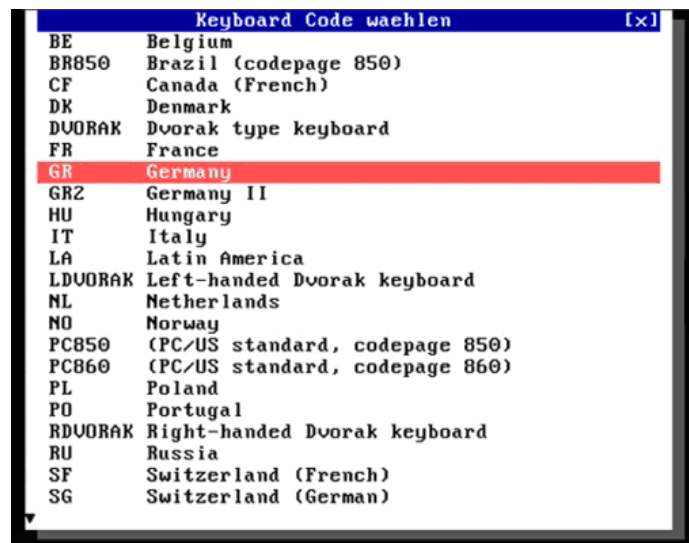 Keyboard Code waehlen [x]
BE Belgium
BR850 Brazil (codepage 850)
CF Canada (French)
DK Denmark
DVORAK Dvorak type keyboard
FR France
GR Germany
GR2 Germany II
HU Hungary
IT Italy
LA Latin America
LDVORAK Left-handed Dvorak keyboard
NL Netherlands
NO Norway
PC850 (PC/US standard, codepage 850)
PC860 (PC/US standard, codepage 860)
PL Poland
PO Portugal
RDVORAK Right-handed Dvorak keyboard
RU Russia
SF Switzerland (French)
SG Switzerland (German)